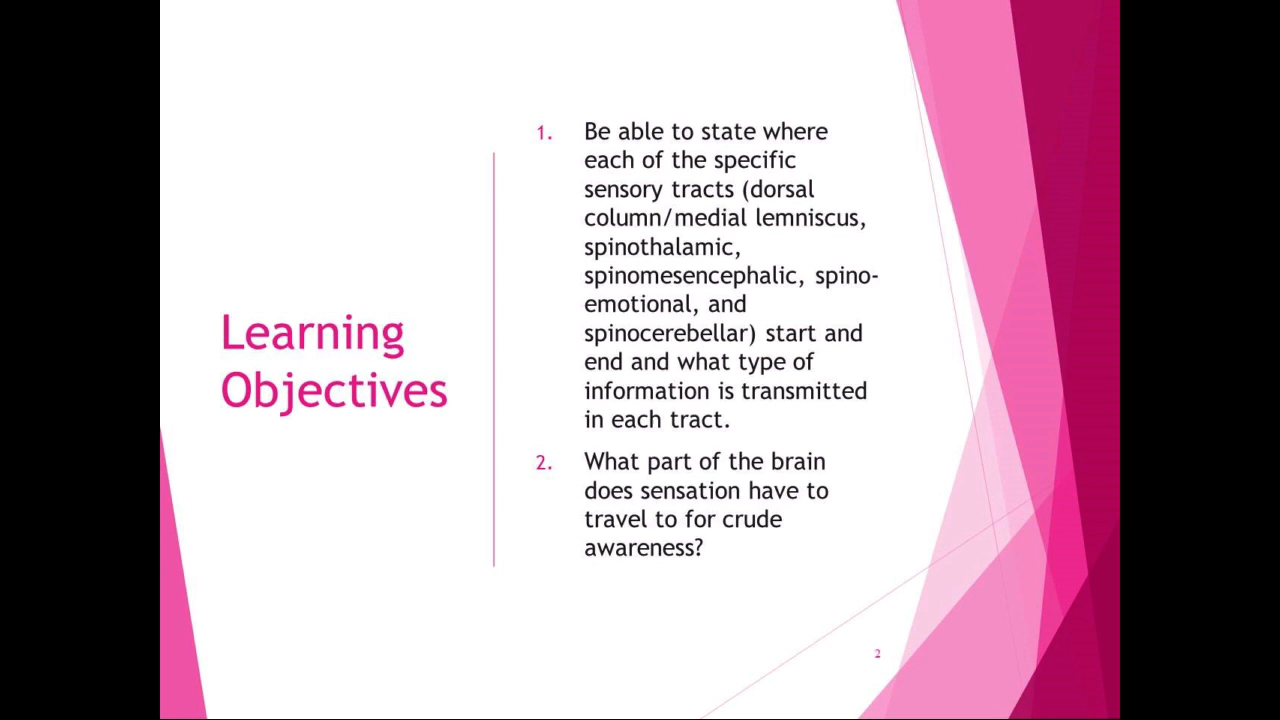 Learning
Objectives
1. Be able to state where
each of the specific
sensory tracts (dorsal
column/medial lemniscus,
spinothalamic,
spinomesencephalic, spino-
emotional, and
spinocerebellar) start and
end and what type of
information is transmitted
in each tract.
2. What part of the brain
does sensation have to
travel to for crude
awareness?
2